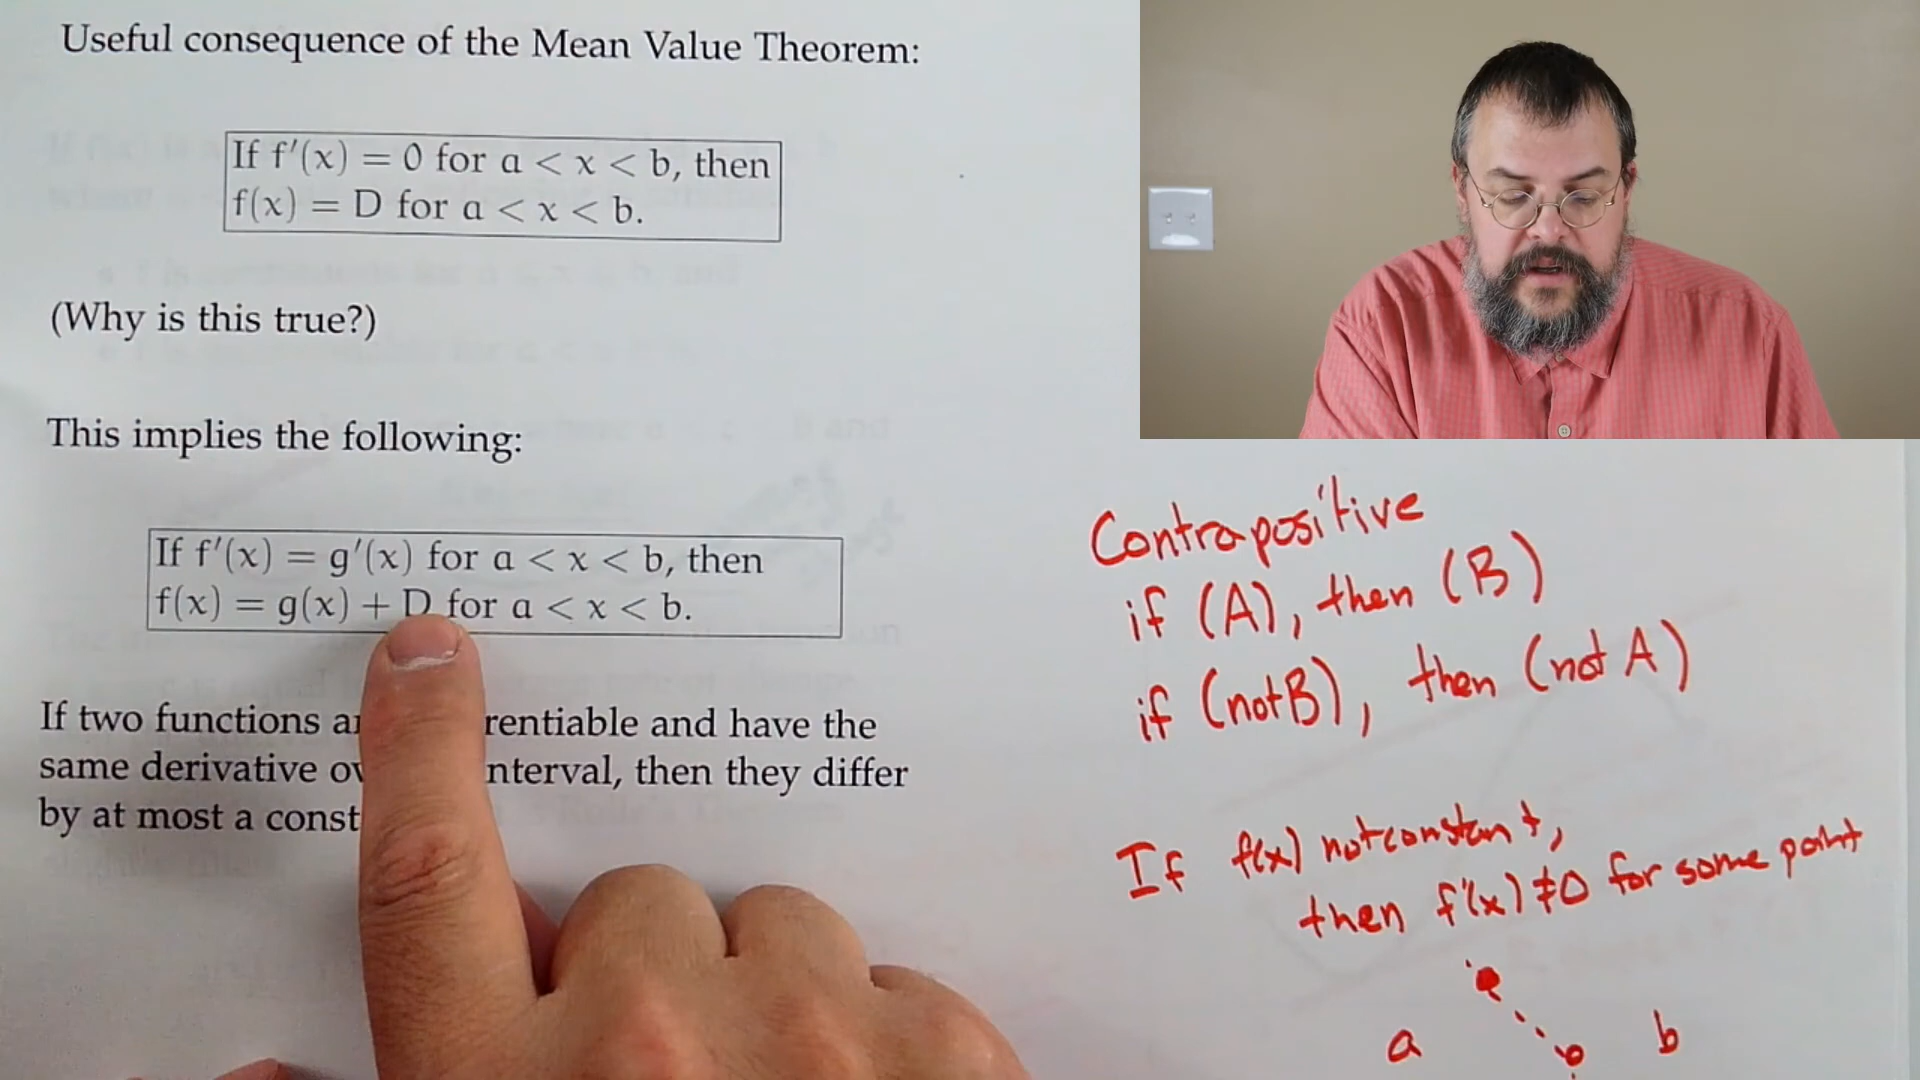 Useful consequence of the Mean Value Theorem:
If f′(x) = 0 for a < x < b, then
f(x) = D for a < x < b.
(Why is this true?)
This implies the following:
If f′(x) = g′(x) for a < x < b, then
f(x) = g(x) + D for a < x < b.
If two functions rentiable and have the
same derivative nterval, then they differ
by at most a const
Contrapositive
if (A), then (B)
if (not B), then (not A)
If f(x) not constant,
then f′(x) ≠ 0 for some point
a b